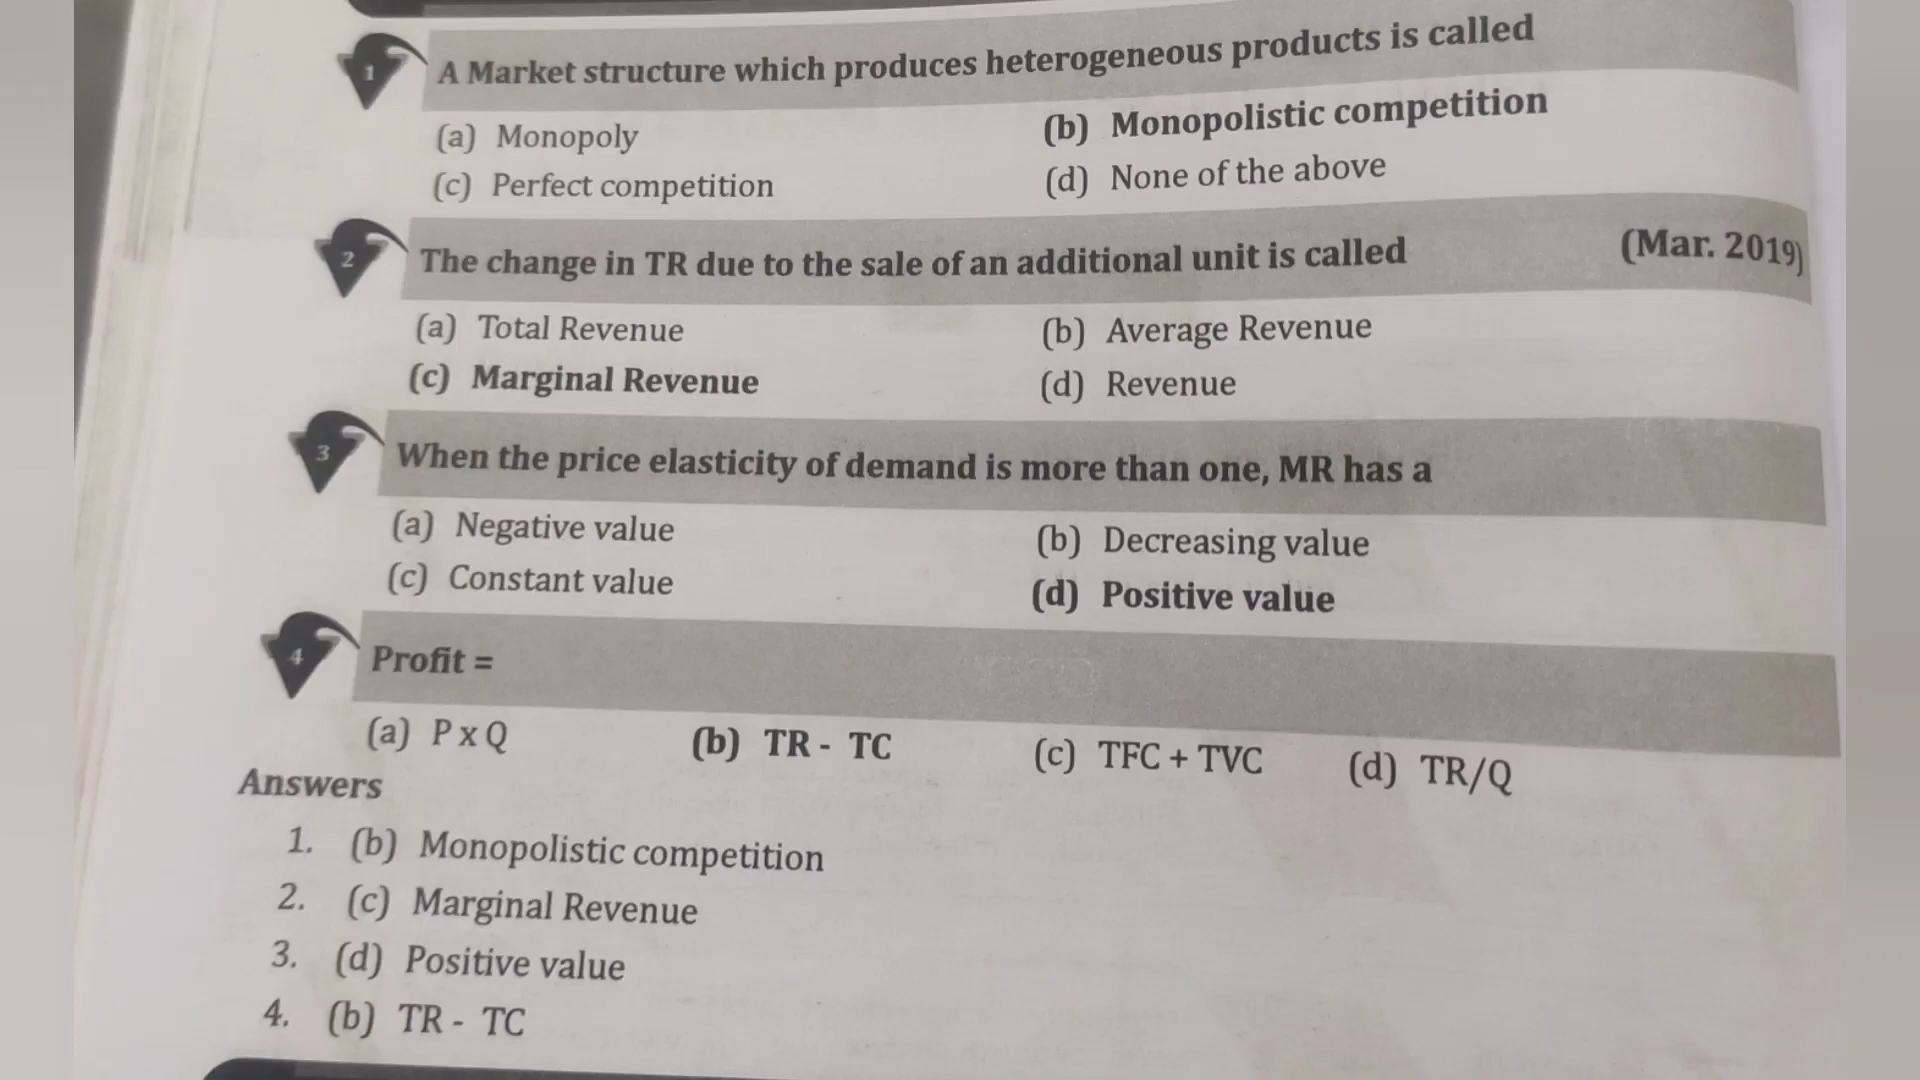 1 A Market structure which produces heterogeneous products is called
(a) Monopoly (b) Monopolistic competition
(c) Perfect competition (d) None of the above
2 The change in TR due to the sale of an additional unit is called (Mar. 2019)
(a) Total Revenue (b) Average Revenue
(c) Marginal Revenue (d) Revenue
3 When the price elasticity of demand is more than one, MR has a
(a) Negative value (b) Decreasing value
(c) Constant value (d) Positive value
4 Profit =
(a) P x Q (b) TR - TC (c) TFC + TVC (d) TR/Q
Answers
1. (b) Monopolistic competition
2. (c) Marginal Revenue
3. (d) Positive value
4. (b) TR - TC